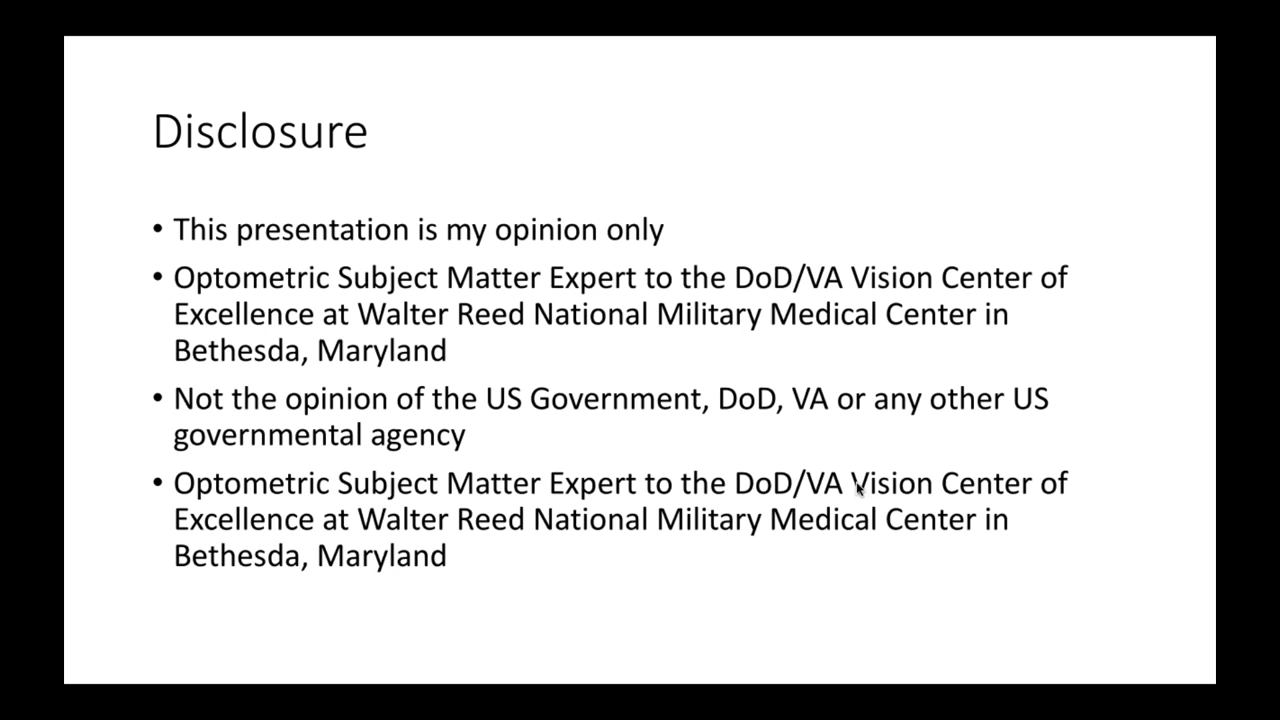 Disclosure
• This presentation is my opinion only
• Optometric Subject Matter Expert to the DoD/VA Vision Center of
Excellence at Walter Reed National Military Medical Center in
Bethesda, Maryland
• Not the opinion of the US Government, DoD, VA or any other US
governmental agency
• Optometric Subject Matter Expert to the DoD/VA Vision Center of
Excellence at Walter Reed National Military Medical Center in
Bethesda, Maryland